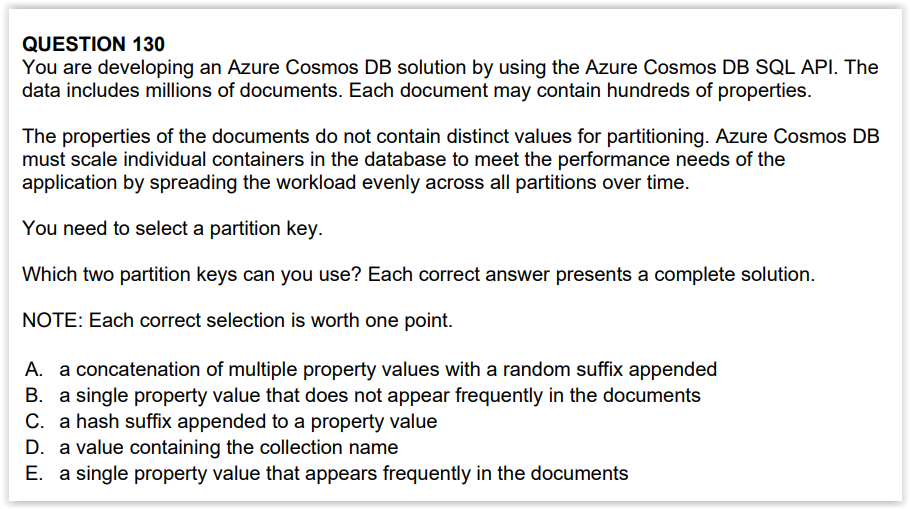 QUESTION 130
You are developing an Azure Cosmos DB solution by using the Azure Cosmos DB SQL API. The
data includes millions of documents. Each document may contain hundreds of properties.
The properties of the documents do not contain distinct values for partitioning. Azure Cosmos DB
must scale individual containers in the database to meet the performance needs of the
application by spreading the workload evenly across all partitions over time.
You need to select a partition key.
Which two partition keys can you use? Each correct answer presents a complete solution.
NOTE: Each correct selection is worth one point.
A. a concatenation of multiple property values with a random suffix appended
B. a single property value that does not appear frequently in the documents
C. a hash suffix appended to a property value
D. a value containing the collection name
E. a single property value that appears frequently in the documents